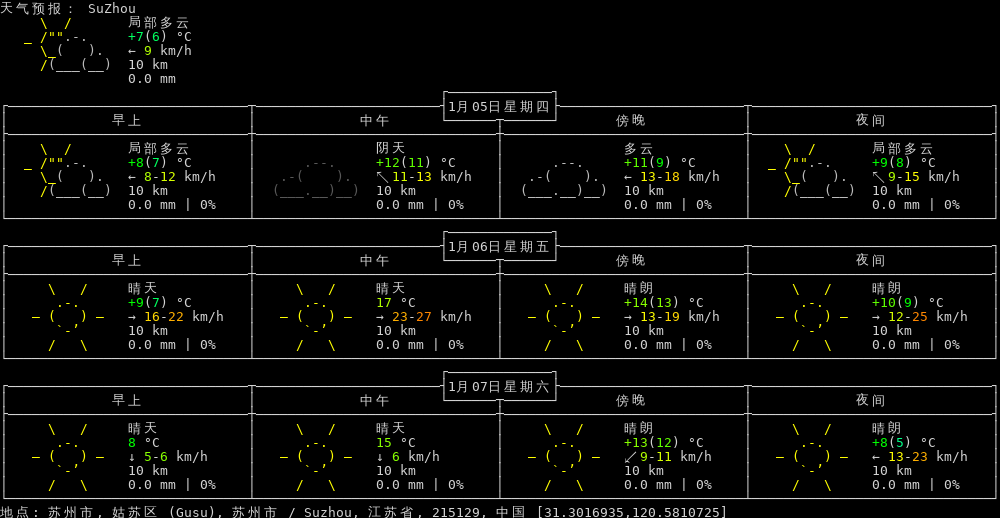 天气预报： SuZhou
局部多云
+7(6) °C
← 9 km/h
10 km
0.0 mm
1月05日星期四
早上 中午 傍晚 夜间
局部多云 阴天 多云 局部多云
+8(7) °C +12(11) °C +11(9) °C +9(8) °C
← 8-12 km/h ↖ 11-13 km/h ← 13-18 km/h ↖ 9-15 km/h
10 km 10 km 10 km 10 km
0.0 mm | 0% 0.0 mm | 0% 0.0 mm | 0% 0.0 mm | 0%
1月06日星期五
早上 中午 傍晚 夜间
晴天 晴天 晴朗 晴朗
+9(7) °C 17 °C +14(13) °C +10(9) °C
→ 16-22 km/h → 23-27 km/h → 13-19 km/h → 12-25 km/h
10 km 10 km 10 km 10 km
0.0 mm | 0% 0.0 mm | 0% 0.0 mm | 0% 0.0 mm | 0%
1月07日星期六
早上 中午 傍晚 夜间
晴天 晴天 晴朗 晴朗
8 °C 15 °C +13(12) °C +8(5) °C
↓ 5-6 km/h ↓ 6 km/h ↙ 9-11 km/h ← 13-23 km/h
10 km 10 km 10 km 10 km
0.0 mm | 0% 0.0 mm | 0% 0.0 mm | 0% 0.0 mm | 0%
地点: 苏州市, 姑苏区 (Gusu), 苏州市 / Suzhou, 江苏省, 215129, 中国 [31.3016935,120.5810725]